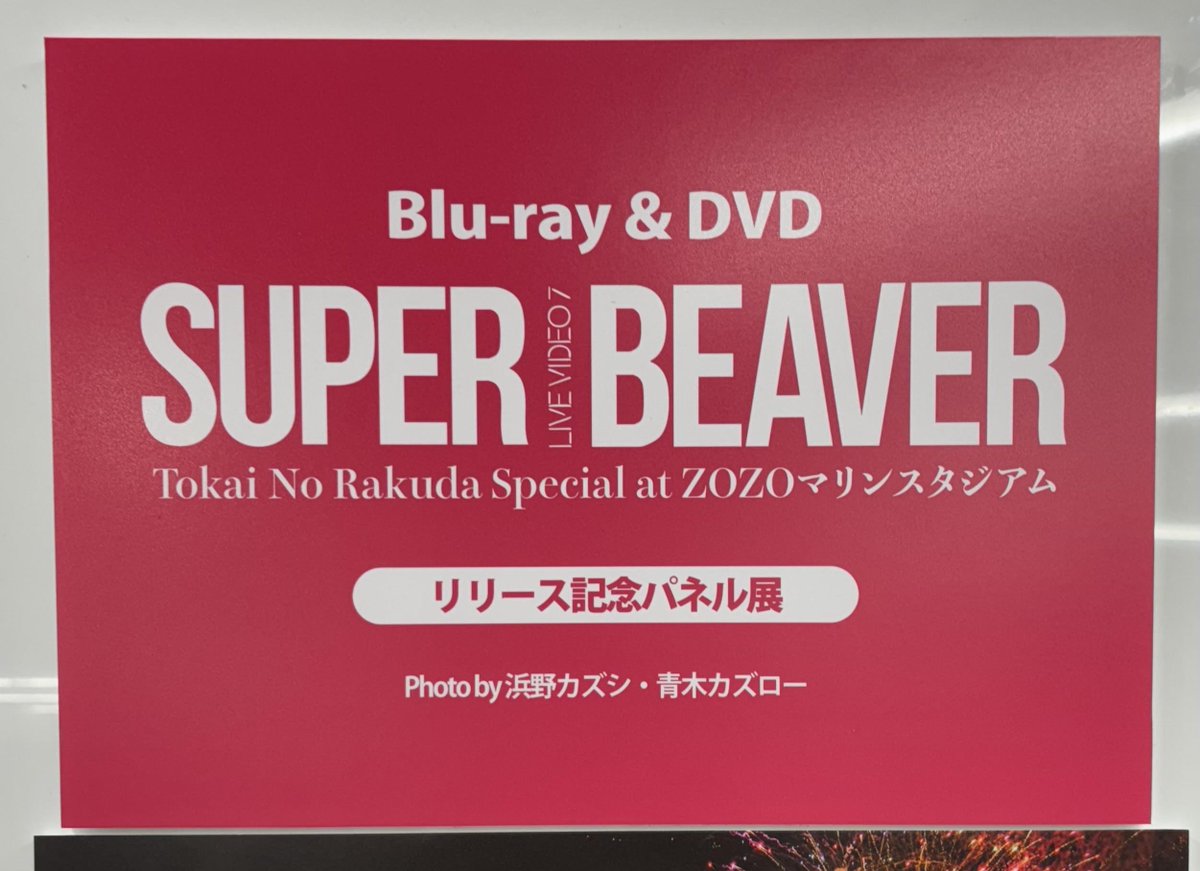 Blu-ray & DVD
SUPER LIVE VIDEO 7 BEAVER
Tokai No Rakuda Special at ZOZOマリンスタジアム
リリース記念パネル展
Photo by 浜野カズシ・青木カズロー